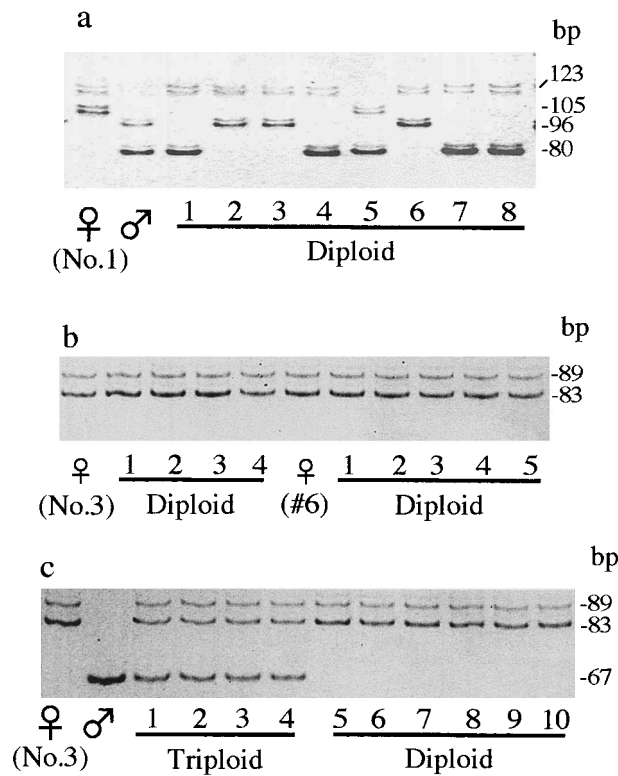 a
bp
123
-105
-96
-80
♀ ♂ 1 2 3 4 5 6 7 8
(No.1)
Diploid
b
bp
-89
-83
♀ 1 2 3 4 ♀ 1 2 3 4 5
(No.3) Diploid (#6) Diploid
c
bp
-89
-83
-67
♀ ♂ 1 2 3 4 5 6 7 8 9 10
(No.3) Triploid Diploid